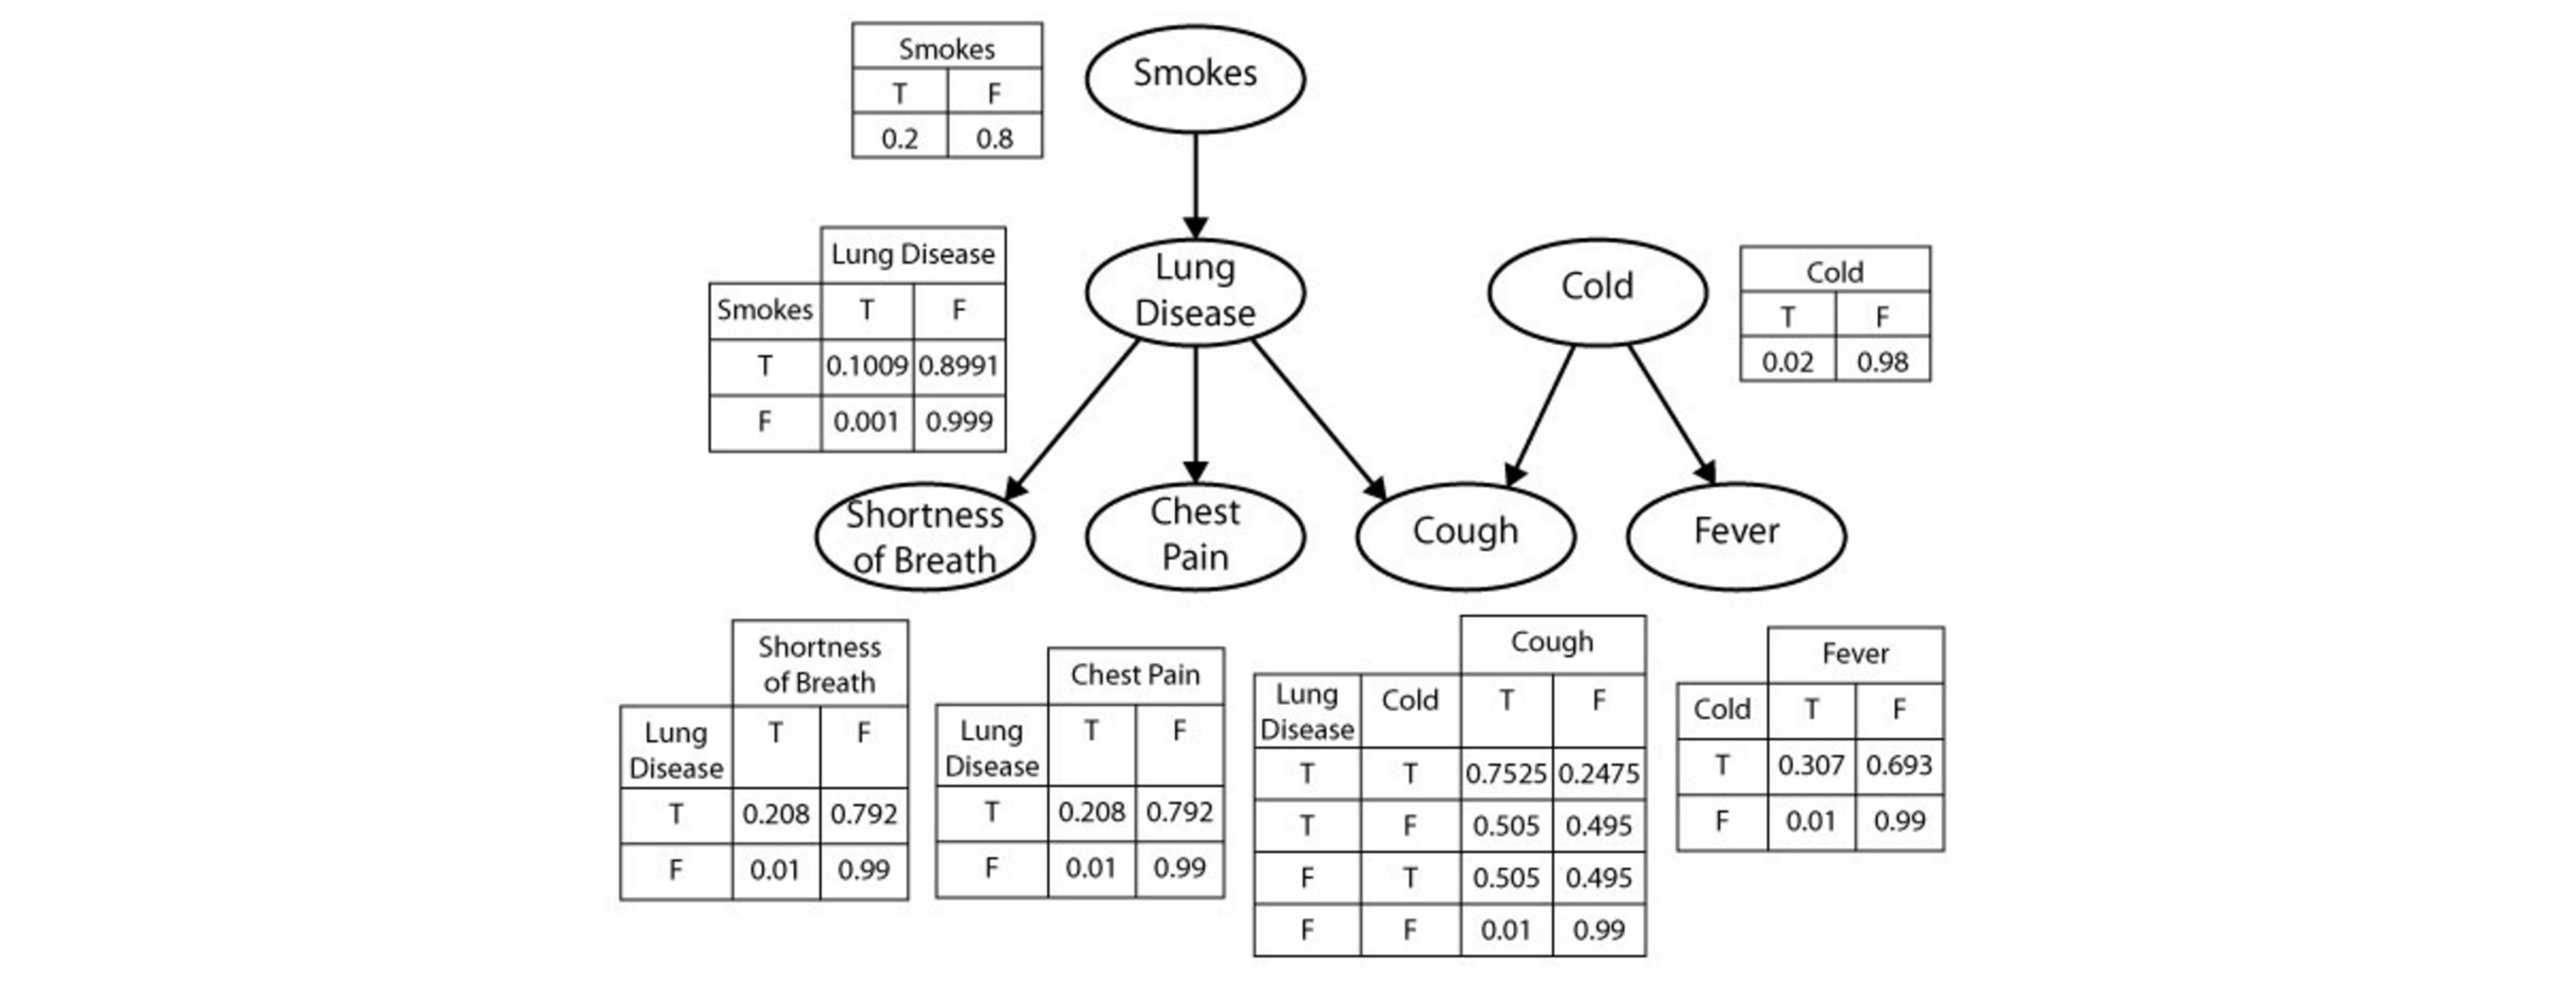 Smokes
T F
0.2 0.8
Smokes
Lung Disease
Smokes T F
T 0.1009 0.8991
F 0.001 0.999
Lung
Disease
Cold
Cold
T F
0.02 0.98
Shortness
of Breath
Chest
Pain
Cough
Fever
Shortness
of Breath
Lung
Disease
T F
T 0.208 0.792
F 0.01 0.99
Chest Pain
Lung
Disease
T F
T 0.208 0.792
F 0.01 0.99
Cough
Lung
Disease
Cold T F
T T 0.7525 0.2475
T F 0.505 0.495
F T 0.505 0.495
F F 0.01 0.99
Fever
Cold T F
T 0.307 0.693
F 0.01 0.99